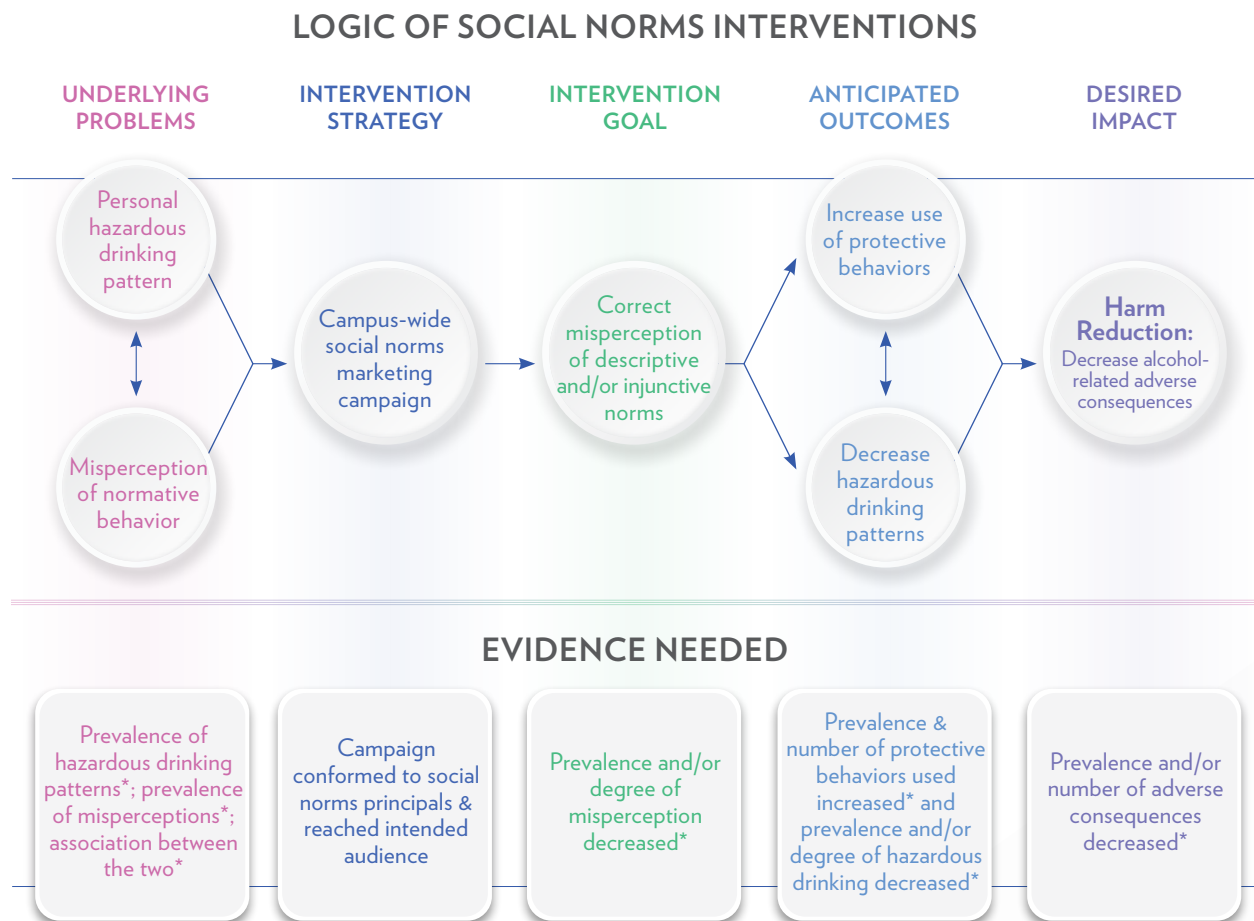 LOGIC OF SOCIAL NORMS INTERVENTIONS
UNDERLYING
PROBLEMS
INTERVENTION
STRATEGY
INTERVENTION
GOAL
ANTICIPATED
OUTCOMES
DESIRED
IMPACT
Personal
hazardous
drinking
pattern
Misperception
of normative
behavior
Campus-wide
social norms
marketing
campaign
Correct
misperception
of descriptive
and/or injunctive
norms
Increase use
of protective
behaviors
Decrease
hazardous
drinking
patterns
Harm
Reduction:
Decrease alcohol-
related adverse
consequences
EVIDENCE NEEDED
Prevalence of
hazardous drinking
patterns*; prevalence
of misperceptions*;
association between
the two*
Campaign
conformed to social
norms principals &
reached intended
audience
Prevalence and/or
degree of
misperception
decreased*
Prevalence &
number of protective
behaviors used
increased* and
prevalence and/or
degree of hazardous
drinking decreased*
Prevalence and/or
number of adverse
consequences
decreased*